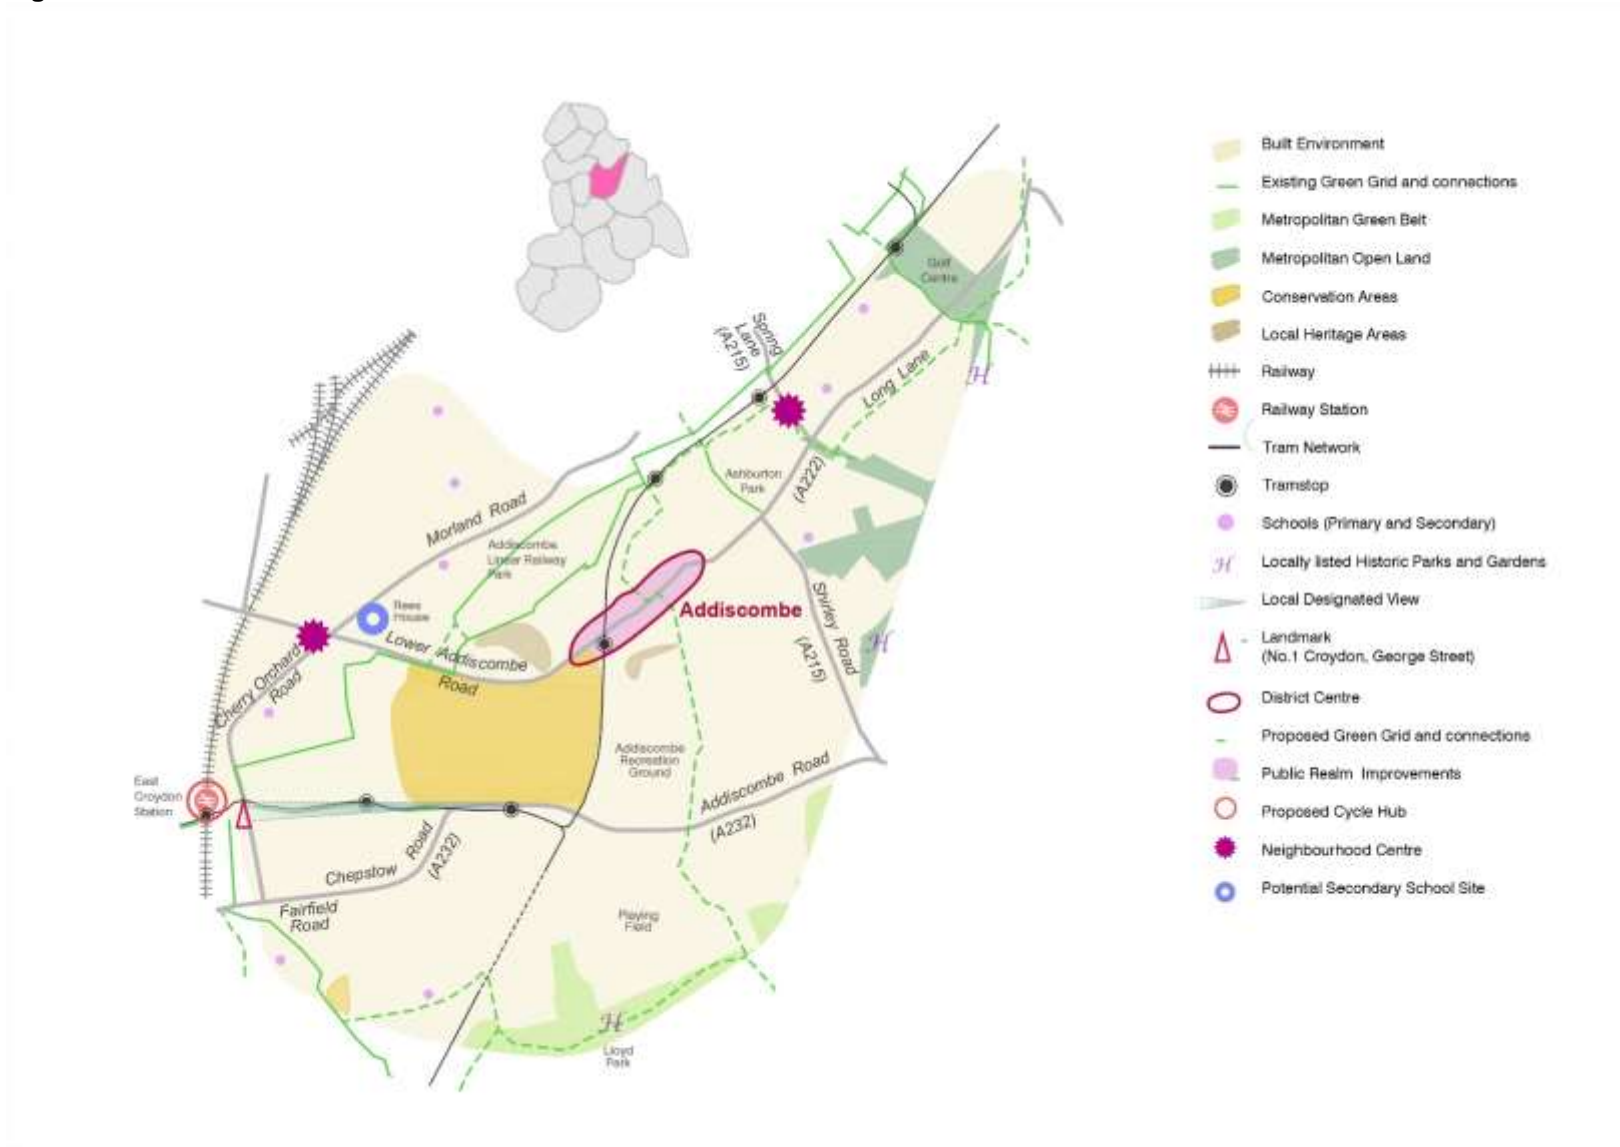 Golf
Centre
Spring
Lane
(A215)
Long Lane
Ashburton
Park
(A222)
Morland Road
Addiscombe
Linear Railway
Park
Rees
House
Addiscombe
Lower Addiscombe
Road
Shirley Road
(A215)
Cherry Orchard
Road
Addiscombe
Recreation
Ground
Addiscombe Road
(A232)
East
Croydon
Station
Chepstow Road
(A232)
Fairfield
Road
Playing
Field
Lloyd
Park
Built Environment
Existing Green Grid and connections
Metropolitan Green Belt
Metropolitan Open Land
Conservation Areas
Local Heritage Areas
Railway
Railway Station
Tram Network
Tramstop
Schools (Primary and Secondary)
Locally listed Historic Parks and Gardens
Local Designated View
Landmark
(No.1 Croydon, George Street)
District Centre
Proposed Green Grid and connections
Public Realm Improvements
Proposed Cycle Hub
Neighbourhood Centre
Potential Secondary School Site
H
H
H
H